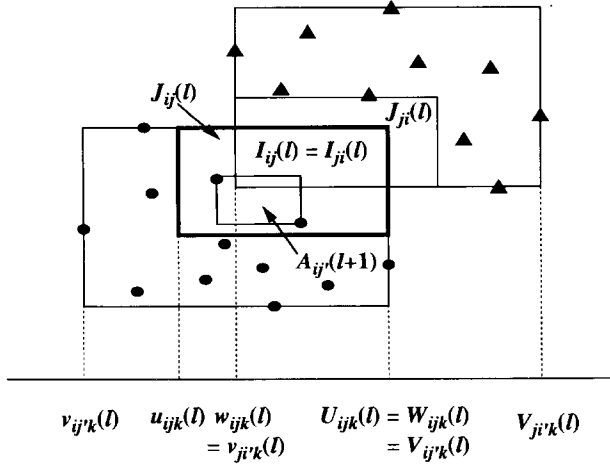 J_ij(l)
J_ji(l)
I_ij(l) = I_ji(l)
A_ij'(l+1)
v_ij'k(l) u_ijk(l) w_ijk(l) U_ijk(l) = W_ijk(l) V_ji'k(l)
= v_ji'k(l) = V_ij'k(l)